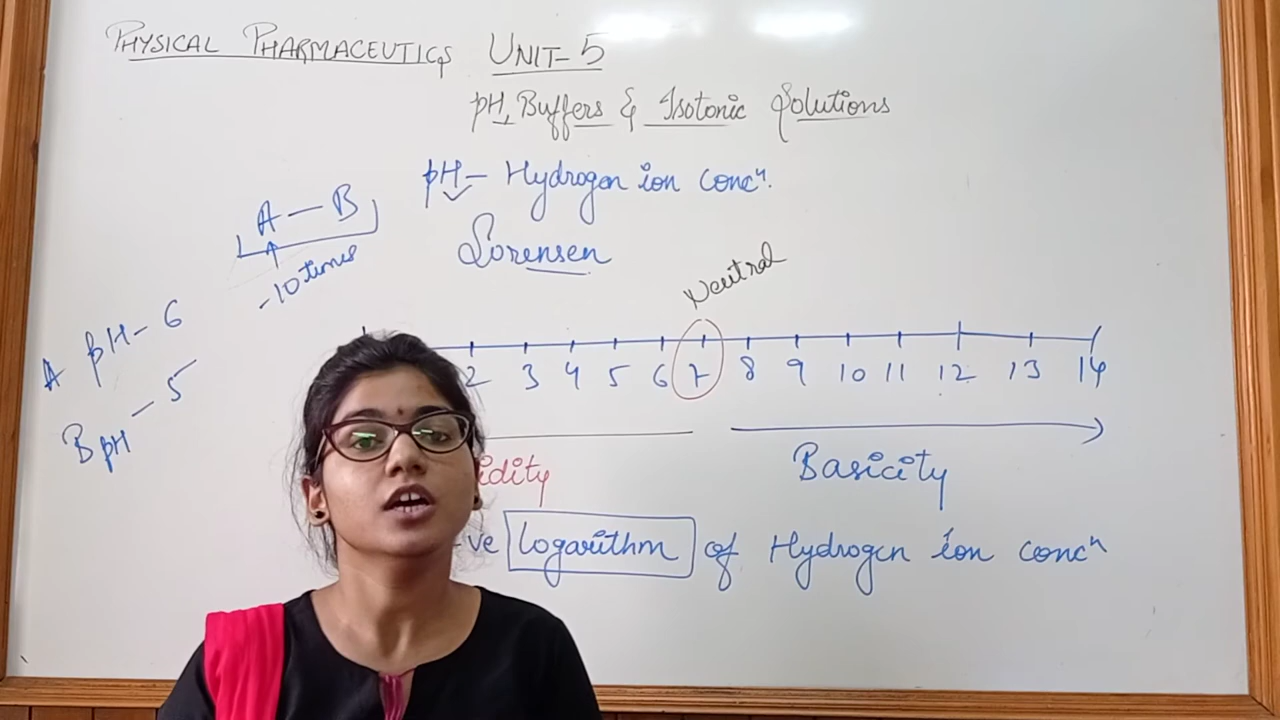 PHYSICAL PHARMACEUTICS UNIT-5
pH, Buffers & Isotonic Solutions
pH - Hydrogen ion concⁿ.
A - B
-10 times
Sorensen
Neutral
A pH - 6
B pH - 5
2 3 4 5 6 7 8 9 10 11 12 13 14
idity
Basicity
-ve logarithm of Hydrogen ion concⁿ